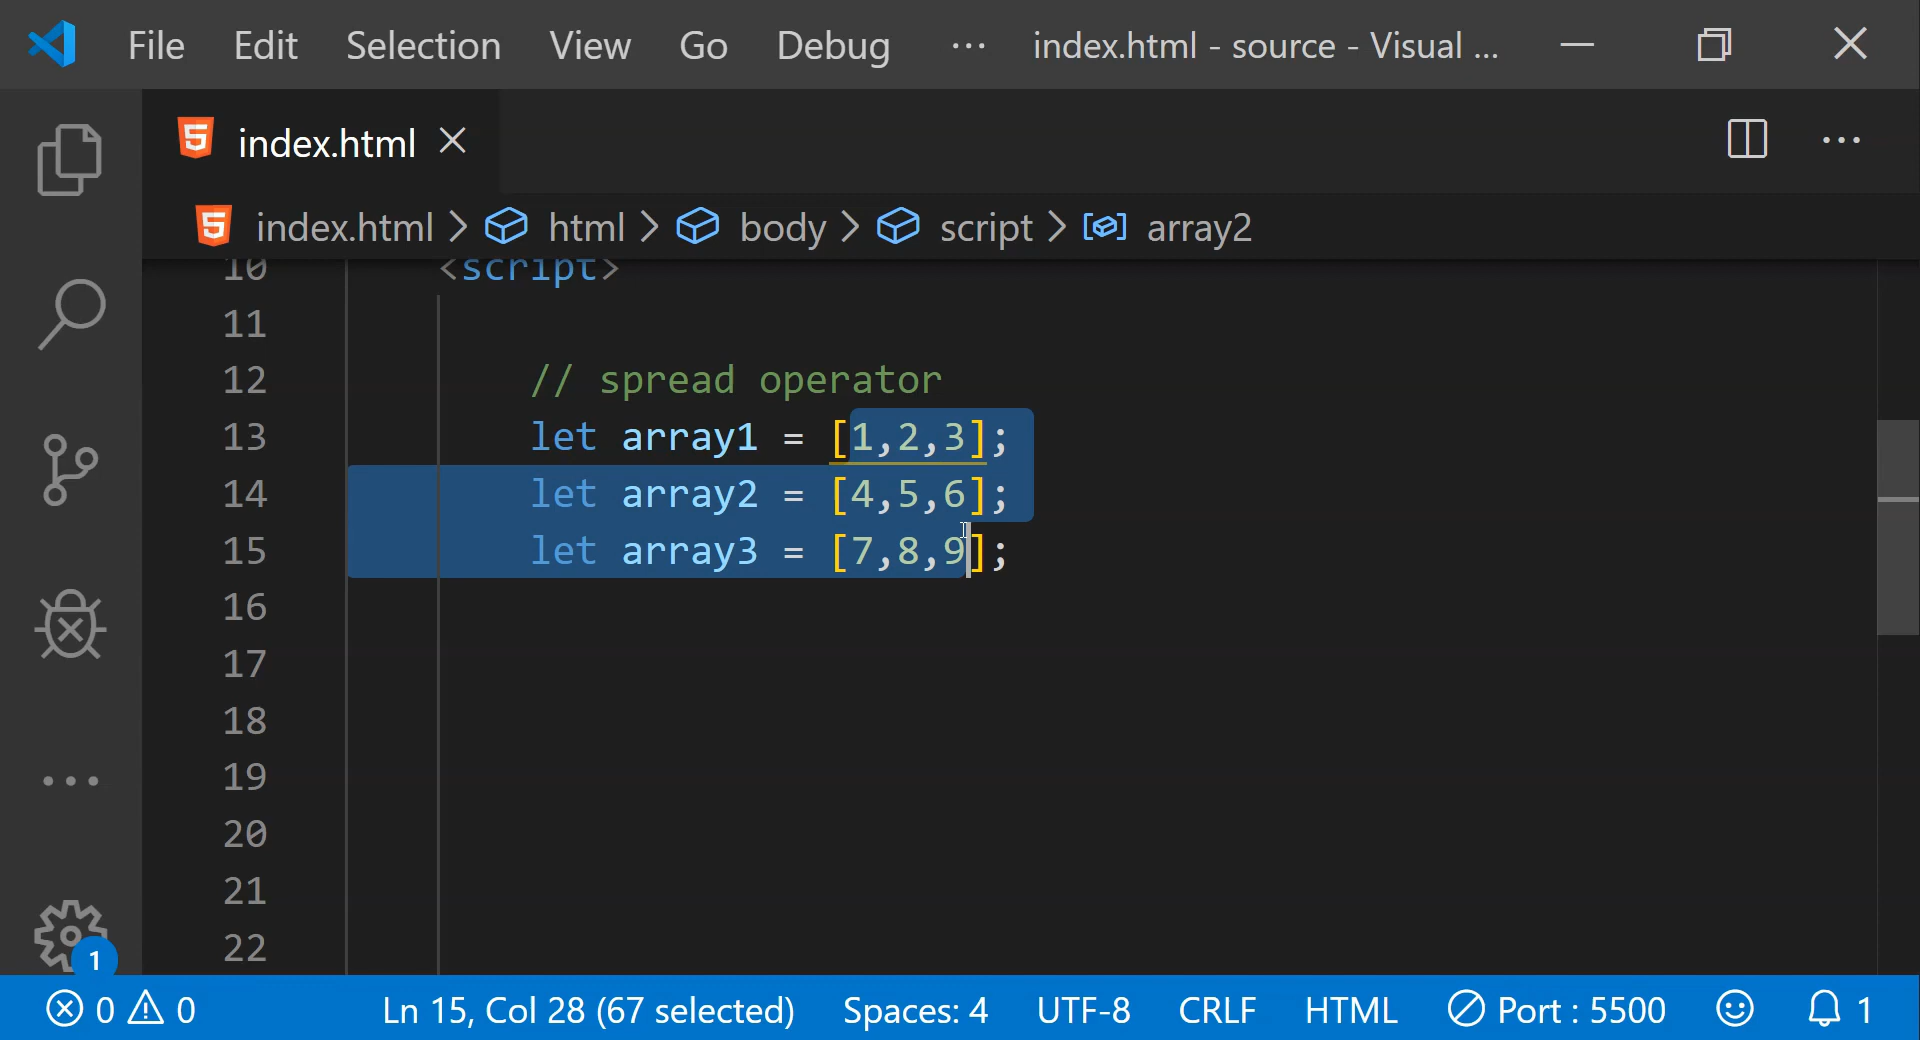 File Edit Selection View Go Debug ... index.html - source - Visual ...
index.html
index.html > html > body > script > array2
10 <script>
11
12 // spread operator
13 let array1 = [1,2,3];
14 let array2 = [4,5,6];
15 let array3 = [7,8,9];
16
17
18
19
20
21
22
1
0 0 Ln 15, Col 28 (67 selected) Spaces: 4 UTF-8 CRLF HTML Port : 5500 1